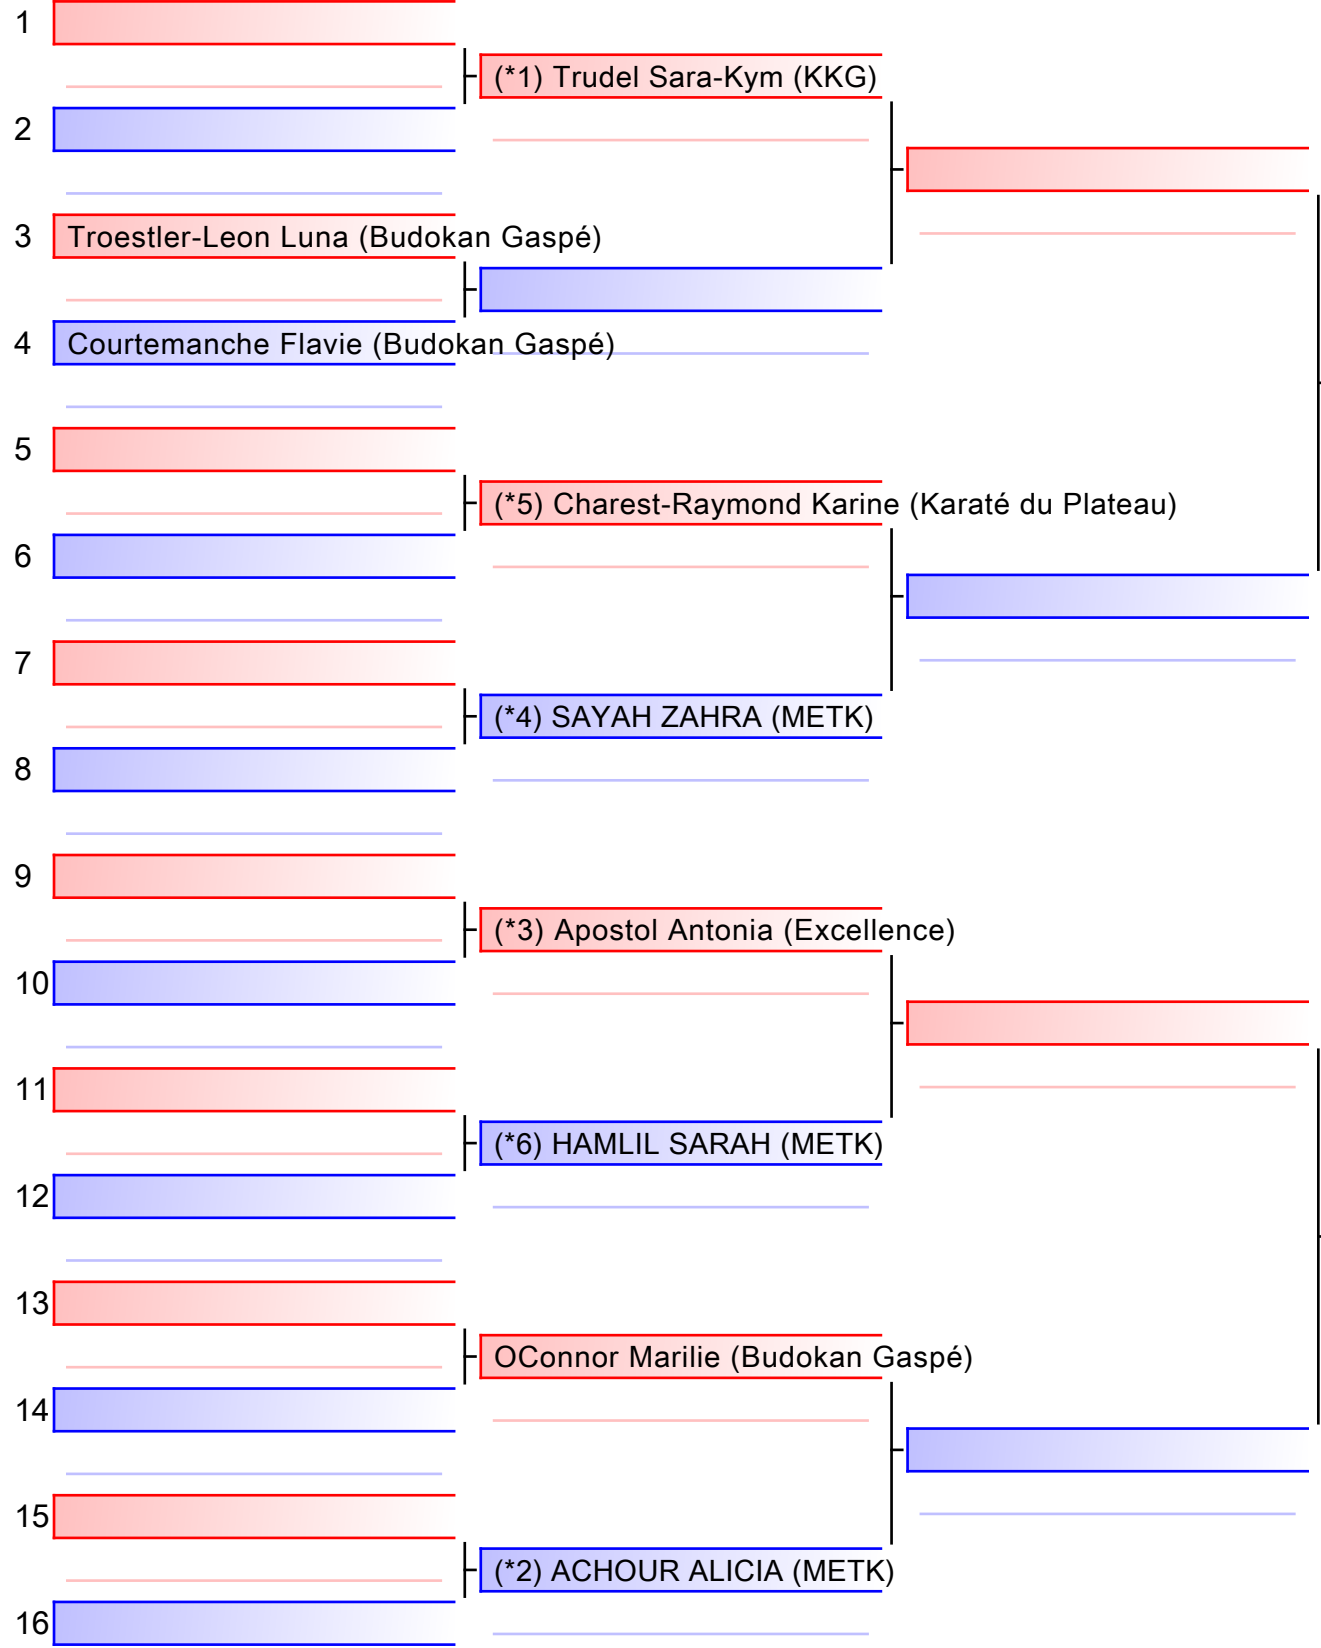 1
(*1) Trudel Sara-Kym (KKG)
2
3 Troestler-Leon Luna (Budokan Gaspé)
4 Courtemanche Flavie (Budokan Gaspé)
5
(*5) Charest-Raymond Karine (Karaté du Plateau)
6
7
(*4) SAYAH ZAHRA (METK)
8
9
(*3) Apostol Antonia (Excellence)
10
11
(*6) HAMLIL SARAH (METK)
12
13
OConnor Marilie (Budokan Gaspé)
14
15
(*2) ACHOUR ALICIA (METK)
16